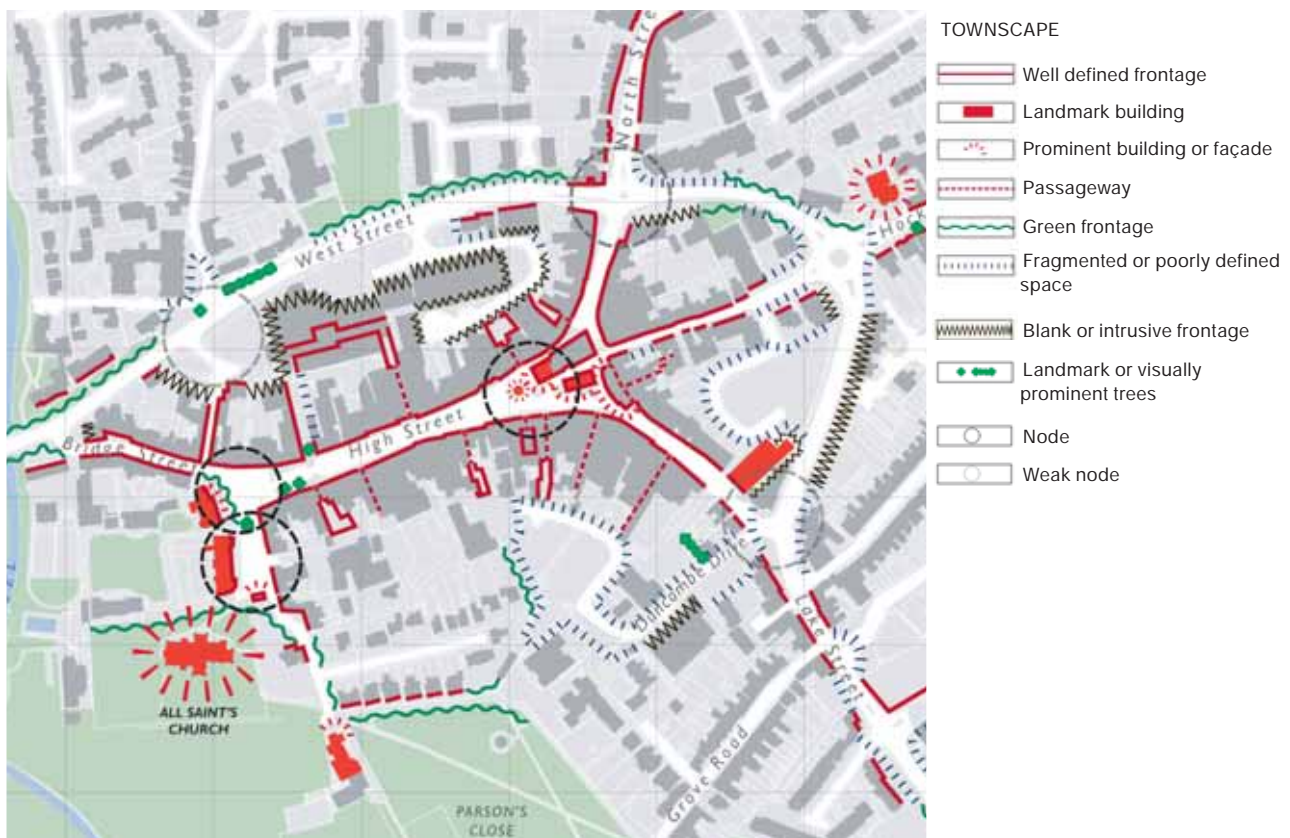 North Stre
West Street
Hock
High Street
Bridge Street
Duncombe Drive
Lake Street
ALL SAINT'S
CHURCH
Grove Road
PARSON'S
CLOSE
TOWNSCAPE
Well defined frontage
Landmark building
Prominent building or façade
Passageway
Green frontage
Fragmented or poorly defined
space
Blank or intrusive frontage
Landmark or visually
prominent trees
Node
Weak node